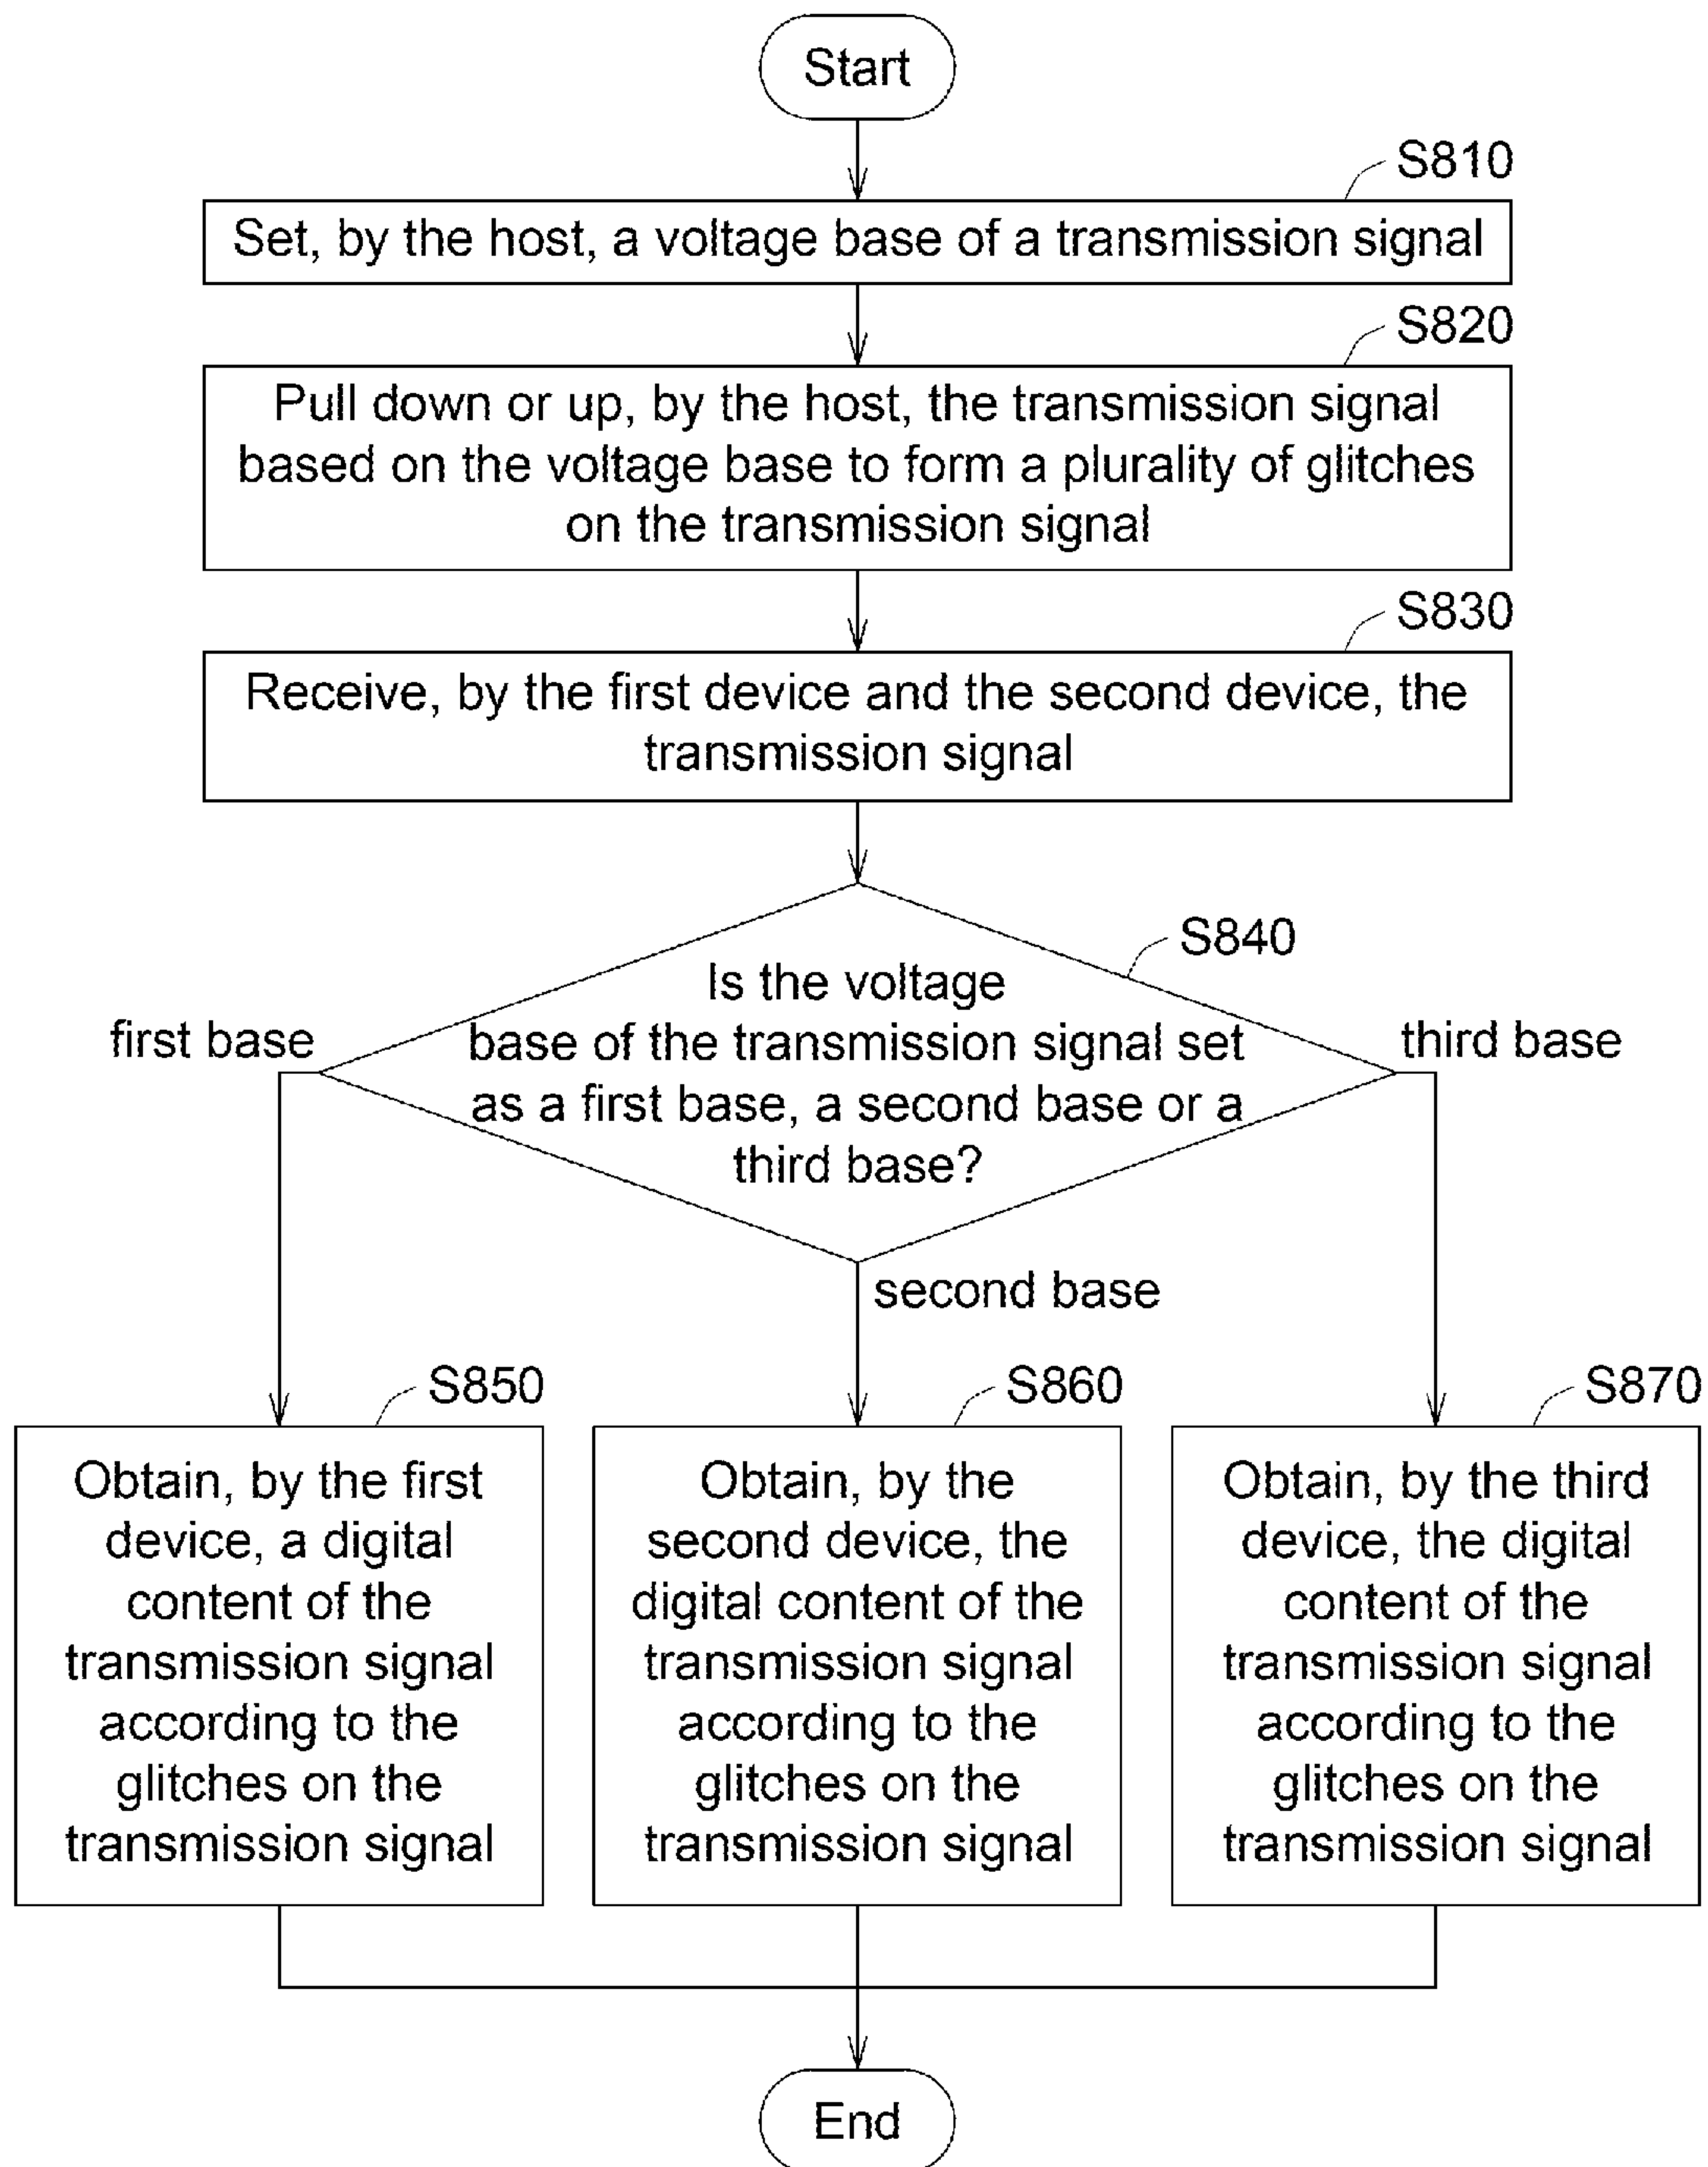 Start
S810
Set, by the host, a voltage base of a transmission signal
S820
Pull down or up, by the host, the transmission signal
based on the voltage base to form a plurality of glitches
on the transmission signal
S830
Receive, by the first device and the second device, the
transmission signal
S840
Is the voltage
base of the transmission signal set
as a first base, a second base or a
third base?
first base
third base
second base
S850
Obtain, by the first
device, a digital
content of the
transmission signal
according to the
glitches on the
transmission signal
S860
Obtain, by the
second device, the
digital content of the
transmission signal
according to the
glitches on the
transmission signal
S870
Obtain, by the third
device, the digital
content of the
transmission signal
according to the
glitches on the
transmission signal
End